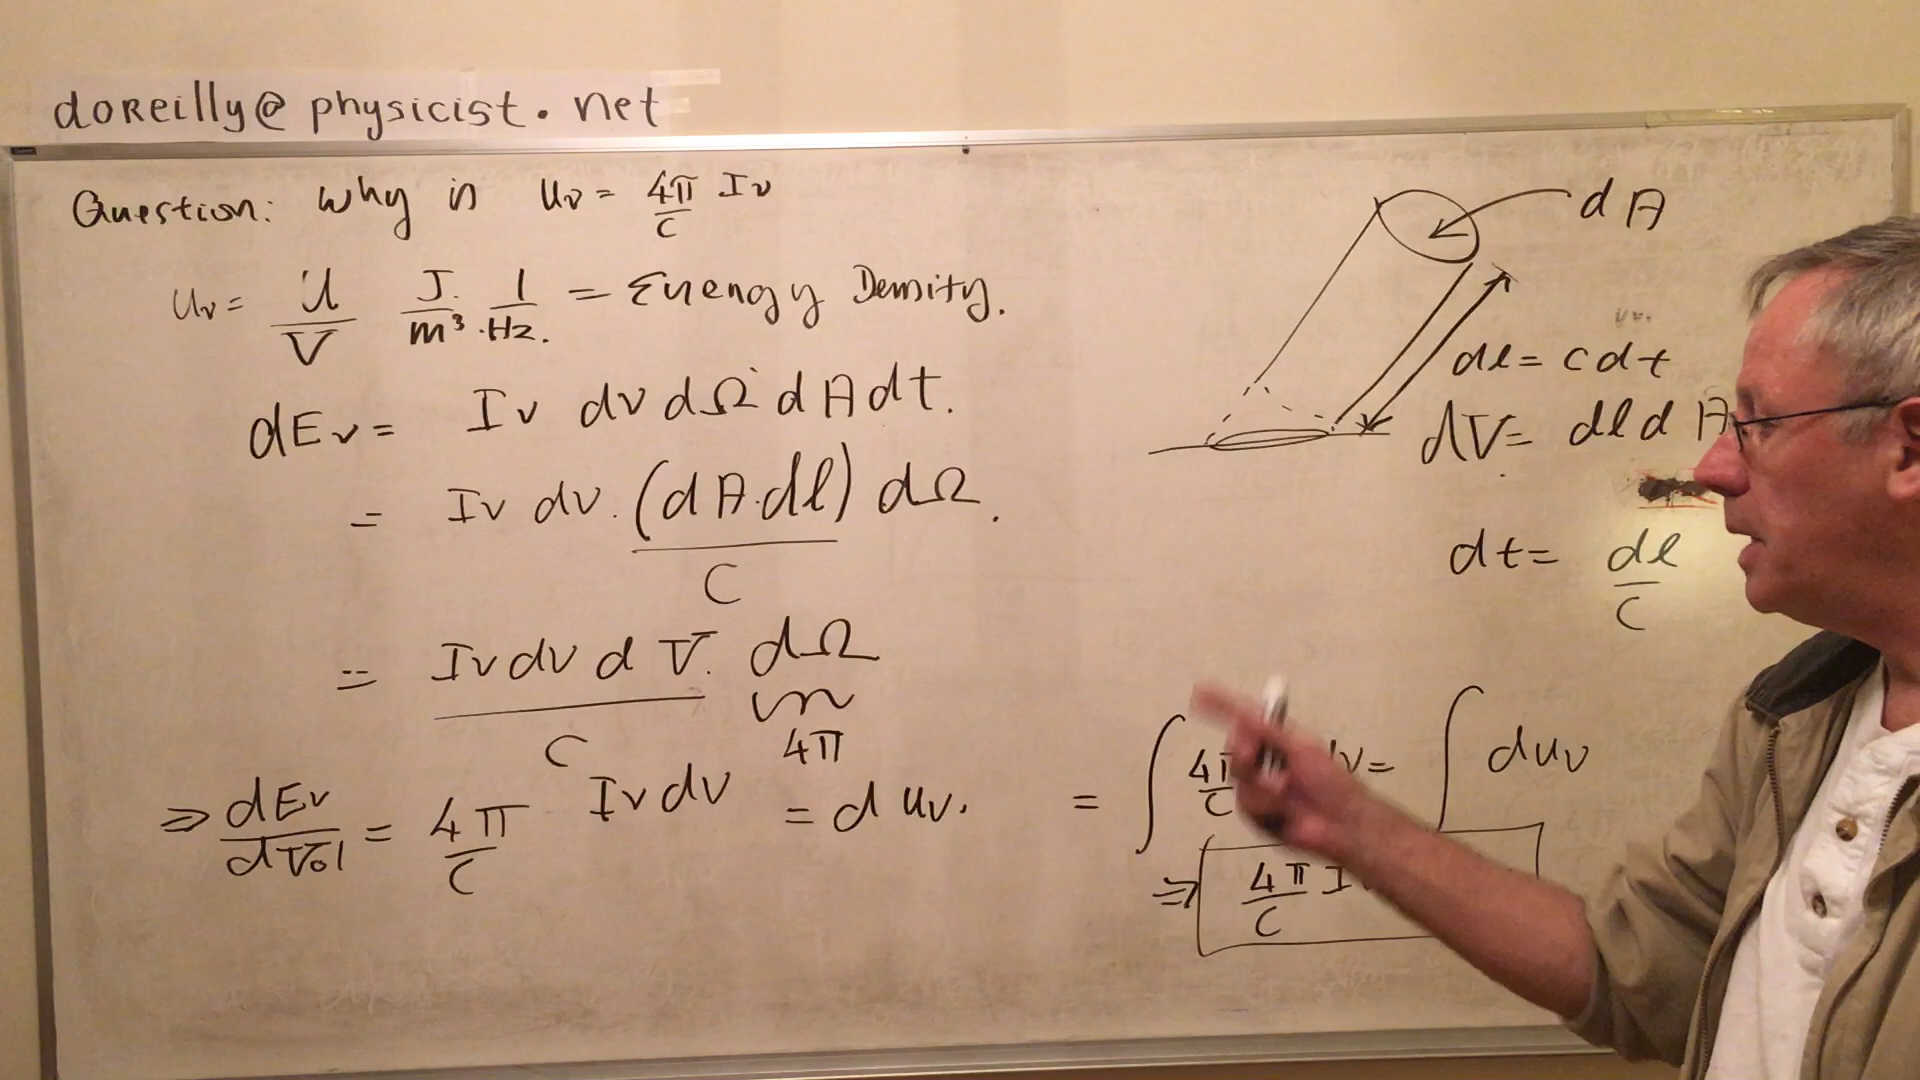 doReilly@physicist.net
Question: Why is uν = 4π/c Iν
uν = U/V J/m³ · 1/Hz. = Energy Density.
dEν = Iν dν dΩ dA dt.
= Iν dν. (dA.dl)/c dΩ.
= Iν dν dV./c dΩ
4π
⇒ dEν/dVol = 4π/c Iν dν = d uν.
dA
dl = c dt
dV = dl dA
dt = dl/c
= ∫ 4π/c dν = ∫ duν
⇒ 4π/c I